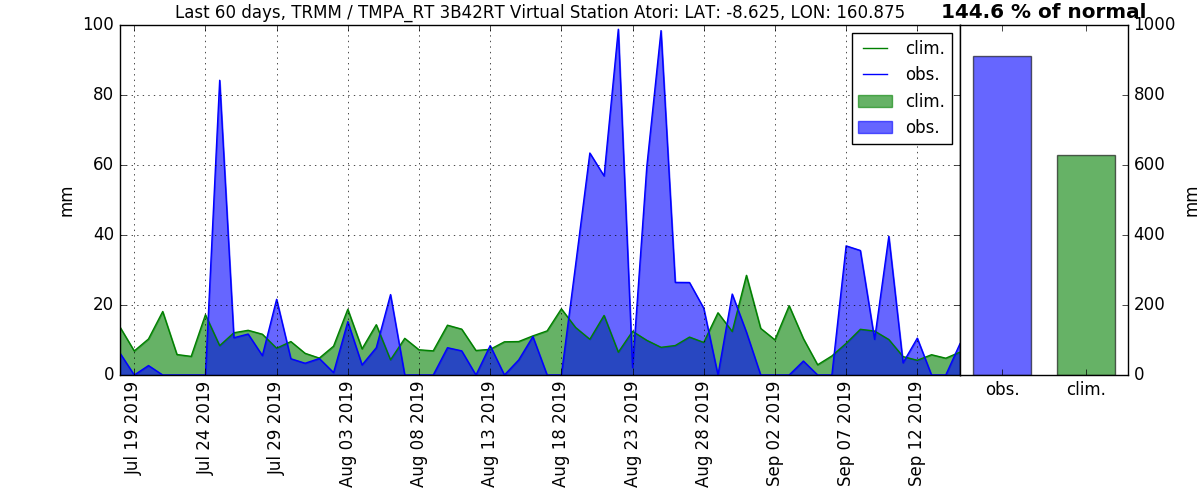 Last 60 days, TRMM / TMPA_RT 3B42RT Virtual Station Atori: LAT: -8.625, LON: 160.875
144.6 % of normal
100
80
60
40
20
0
mm
clim.
obs.
clim.
obs.
1000
800
600
400
200
0
mm
obs.
clim.
Jul 19 2019
Jul 24 2019
Jul 29 2019
Aug 03 2019
Aug 08 2019
Aug 13 2019
Aug 18 2019
Aug 23 2019
Aug 28 2019
Sep 02 2019
Sep 07 2019
Sep 12 2019